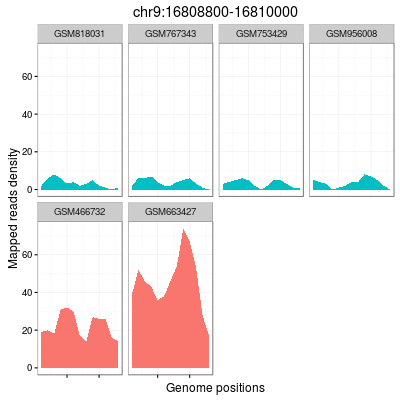 chr9:16808800-16810000
GSM818031 GSM767343 GSM753429 GSM956008
60
40
20
0
Mapped reads density
GSM466732 GSM663427
60
40
20
0
Genome positions